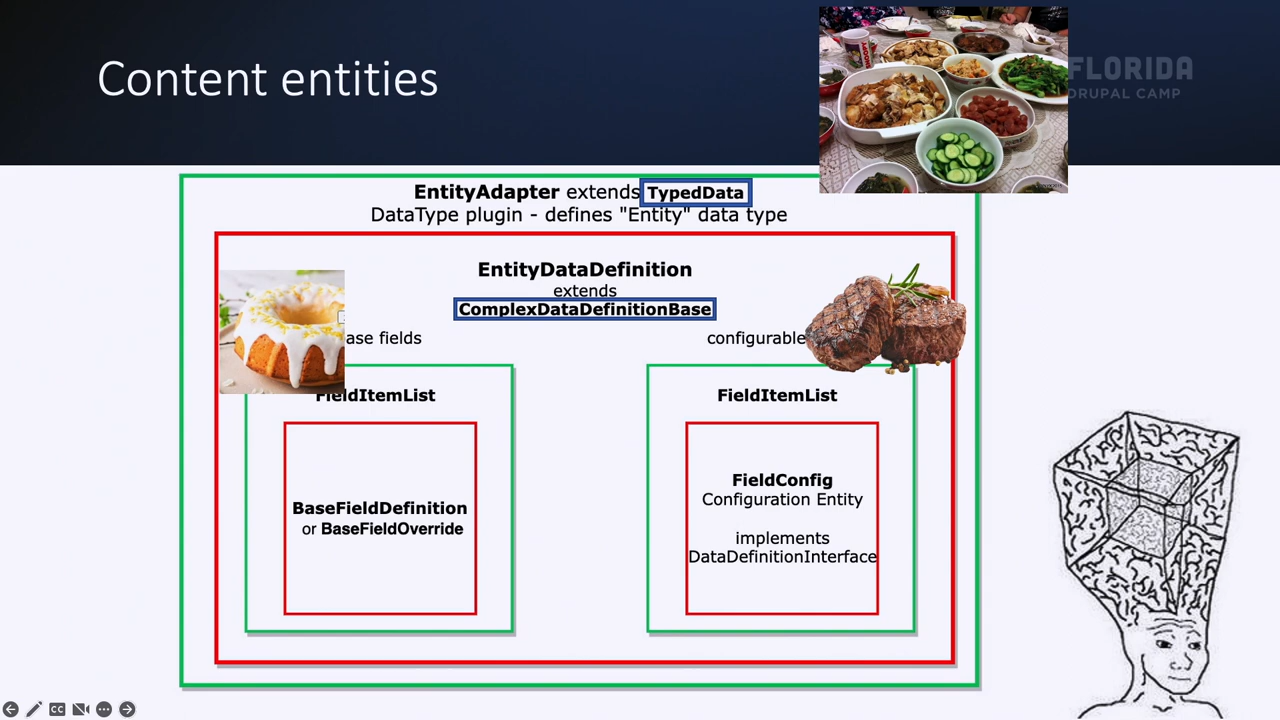 Content entities
FLORIDA
DRUPAL CAMP
EntityAdapter extends TypedData
DataType plugin - defines "Entity" data type
EntityDataDefinition
extends
ComplexDataDefinitionBase
ase fields
configurable
FieldItemList
FieldItemList
BaseFieldDefinition
or BaseFieldOverride
FieldConfig
Configuration Entity
implements
DataDefinitionInterface
CC